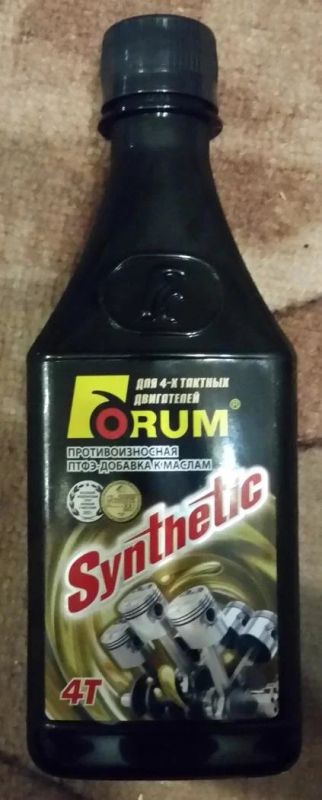 ДЛЯ 4-Х ТАКТНЫХ
ДВИГАТЕЛЕЙ
FORUM®
ПРОТИВОИЗНОСНАЯ
ПТФЭ-ДОБАВКА К МАСЛАМ
Synthetic
4T